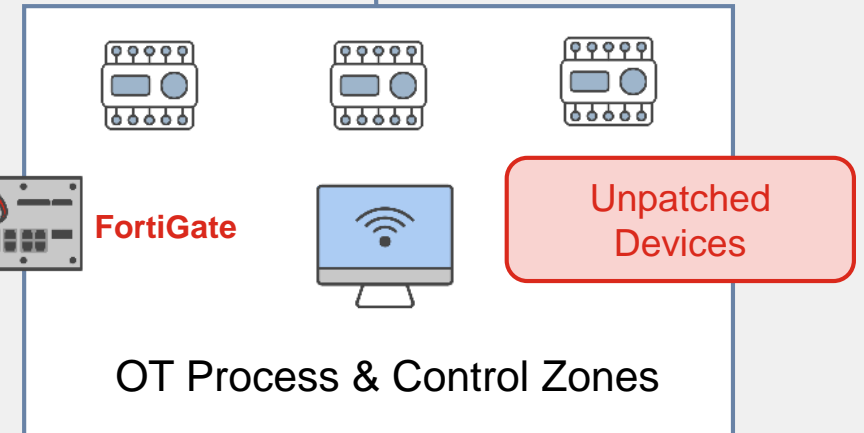 FortiGate
Unpatched
Devices
OT Process & Control Zones